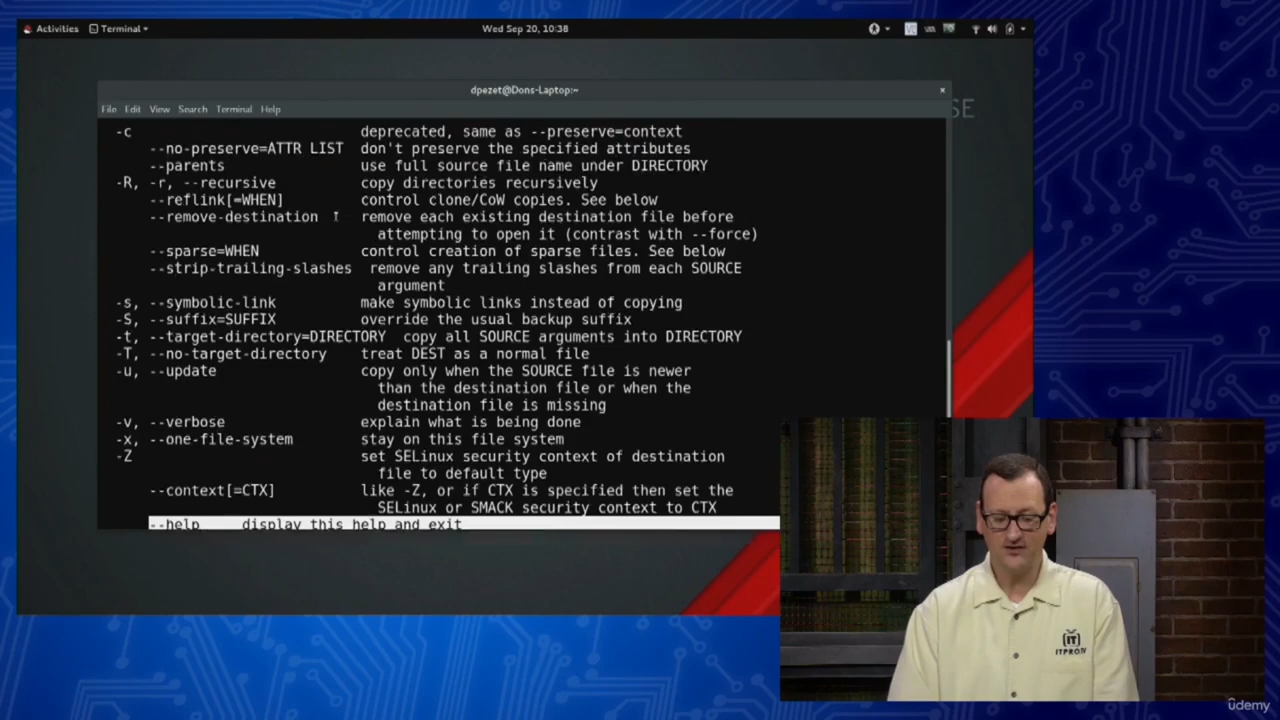 Activities Terminal Wed Sep 20, 10:38
dpezet@Dons-Laptop:~ ×
SE
File Edit View Search Terminal Help
-c deprecated, same as --preserve=context
--no-preserve=ATTR_LIST don't preserve the specified attributes
--parents use full source file name under DIRECTORY
-R, -r, --recursive copy directories recursively
--reflink[=WHEN] control clone/CoW copies. See below
--remove-destination remove each existing destination file before
attempting to open it (contrast with --force)
--sparse=WHEN control creation of sparse files. See below
--strip-trailing-slashes remove any trailing slashes from each SOURCE
argument
-s, --symbolic-link make symbolic links instead of copying
-S, --suffix=SUFFIX override the usual backup suffix
-t, --target-directory=DIRECTORY copy all SOURCE arguments into DIRECTORY
-T, --no-target-directory treat DEST as a normal file
-u, --update copy only when the SOURCE file is newer
than the destination file or when the
destination file is missing
-v, --verbose explain what is being done
-x, --one-file-system stay on this file system
-Z set SELinux security context of destination
file to default type
--context[=CTX] like -Z, or if CTX is specified then set the
SELinux or SMACK security context to CTX
--help display this help and exit
IT
ITPRO.TV
udemy